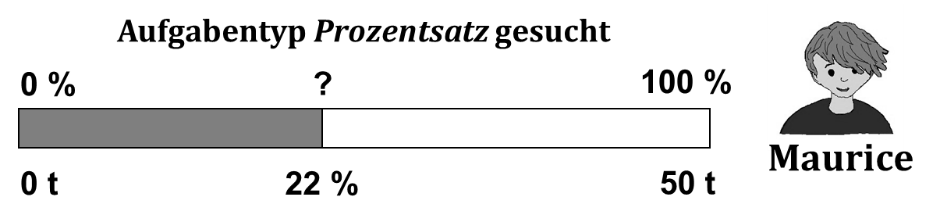 Aufgabentyp Prozentsatz gesucht
0 % ? 100 %
0 t 22 % 50 t
Maurice